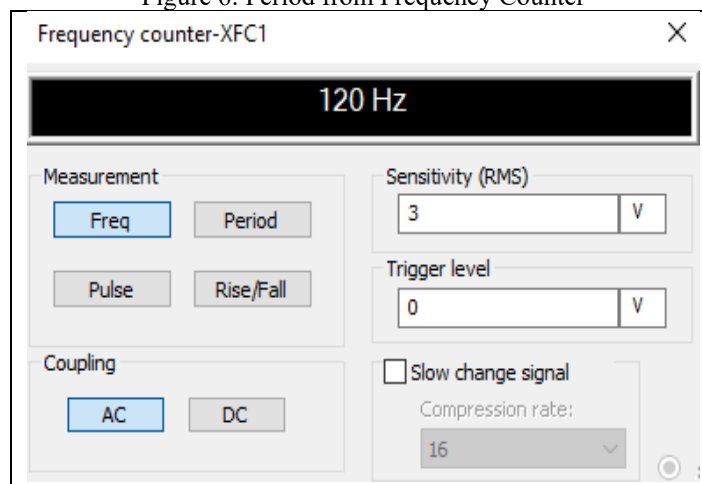 Figure 6. Period from Frequency Counter
Frequency counter-XFC1
120 Hz
Measurement
Freq
Period
Pulse
Rise/Fall
Coupling
AC
DC
Sensitivity (RMS)
3
V
Trigger level
0
V
Slow change signal
Compression rate:
16